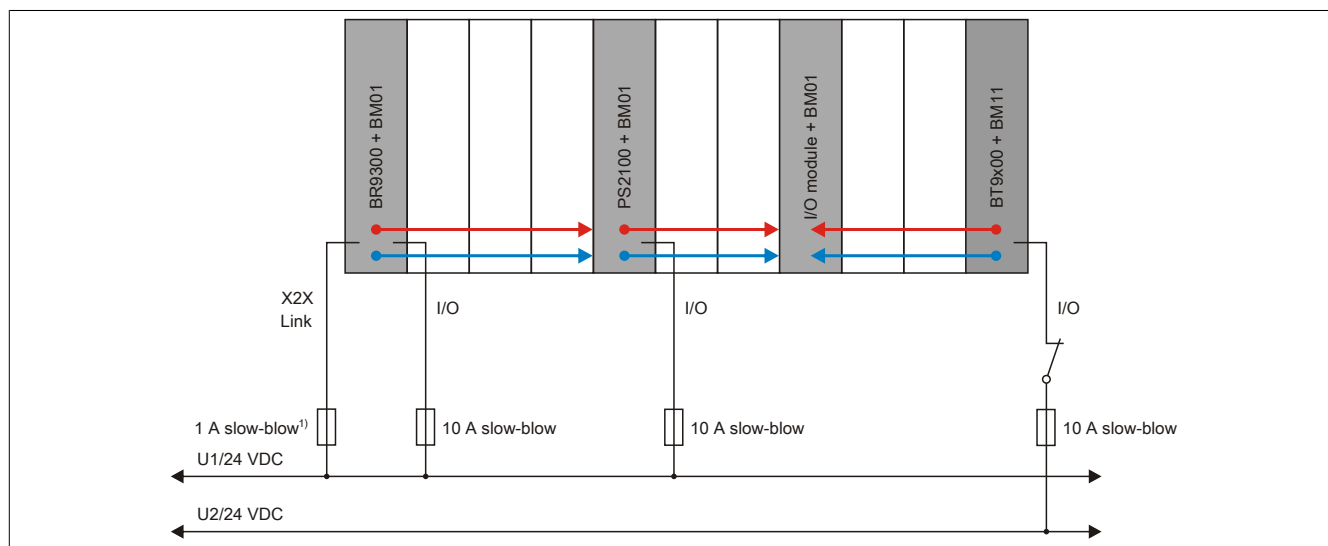 BR9300 + BM01
PS2100 + BM01
I/O module + BM01
BT9x00 + BM11
X2X
Link
I/O
I/O
I/O
1 A slow-blow¹⁾
10 A slow-blow
10 A slow-blow
10 A slow-blow
U1/24 VDC
U2/24 VDC